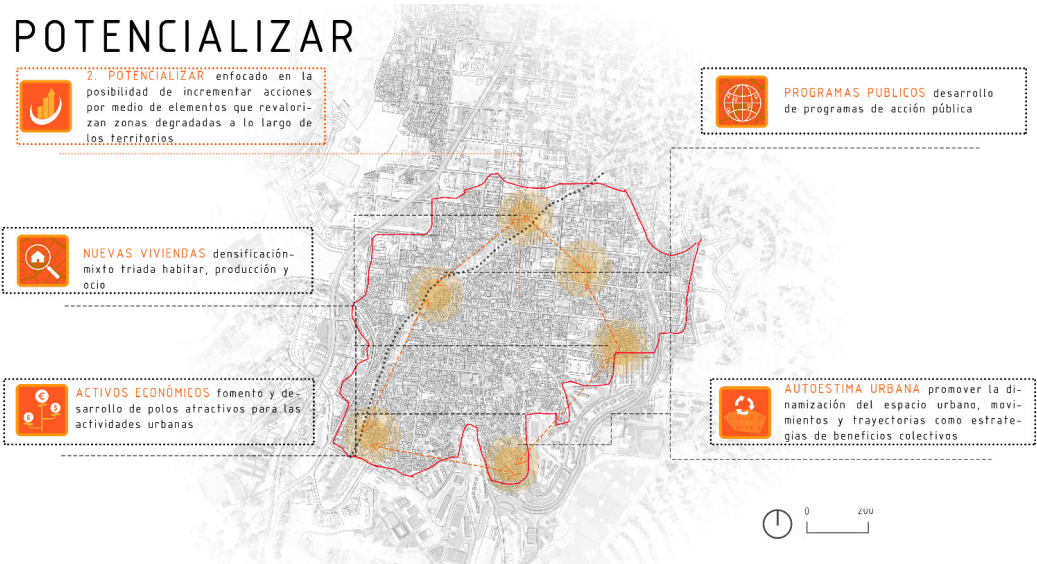 POTENCIALIZAR
2. POTENCIALIZAR enfocado en la
posibilidad de incrementar acciones
por medio de elementos que revalori-
zan zonas degradadas a lo largo de
los territorios
PROGRAMAS PUBLICOS desarrollo
de programas de acción pública
NUEVAS VIVIENDAS densificación-
mixto triada habitar, producción y
ocio
ACTIVOS ECONÓMICOS fomento y de-
sarrollo de polos atractivos para las
actividades urbanas
AUTOESTIMA URBANA promover la di-
namización del espacio urbano, movi-
mientos y trayectorias como estrate-
gias de beneficios colectivos
0 200